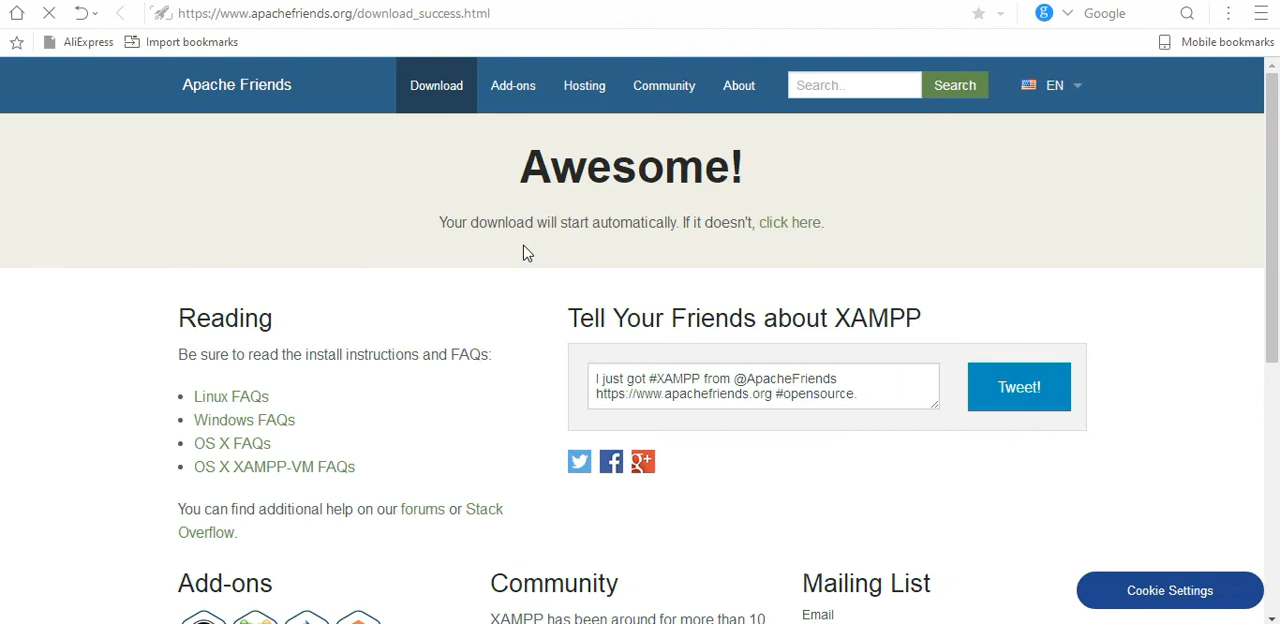 https://www.apachefriends.org/download_success.html
Google
AliExpress
Import bookmarks
Mobile bookmarks
Apache Friends
Download
Add-ons
Hosting
Community
About
Search..
Search
EN
Awesome!
Your download will start automatically. If it doesn't, click here.
Reading
Be sure to read the install instructions and FAQs:
Linux FAQs
Windows FAQs
OS X FAQs
OS X XAMPP-VM FAQs
You can find additional help on our forums or Stack
Overflow.
Tell Your Friends about XAMPP
I just got #XAMPP from @ApacheFriends
https://www.apachefriends.org #opensource.
Tweet!
Add-ons
Community
XAMPP has been around for more than 10
Mailing List
Email
Cookie Settings